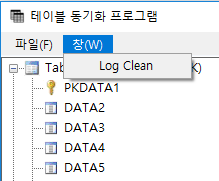 테이블 동기화 프로그램
파일(F) 창(W)
Log Clean
Tab K)
PKDATA1
DATA2
DATA3
DATA4
DATA5